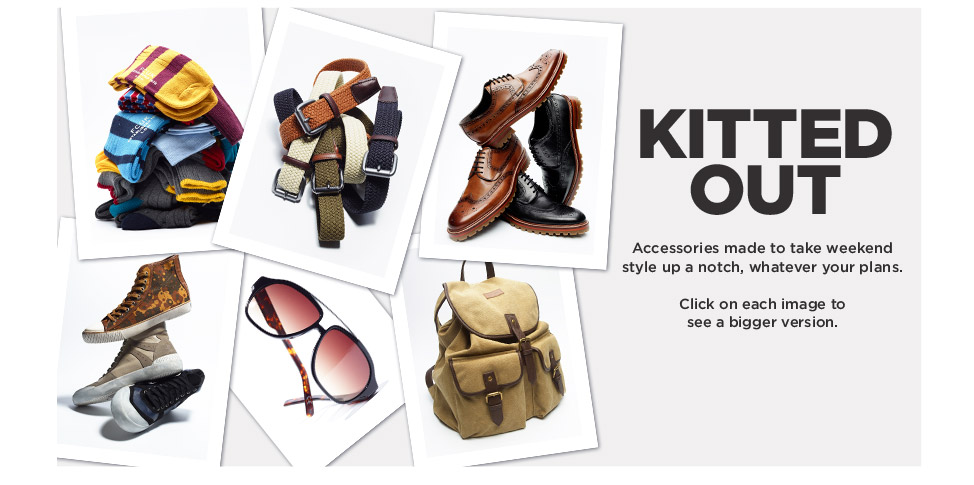 KITTED
OUT
Accessories made to take weekend
style up a notch, whatever your plans.
Click on each image to
see a bigger version.